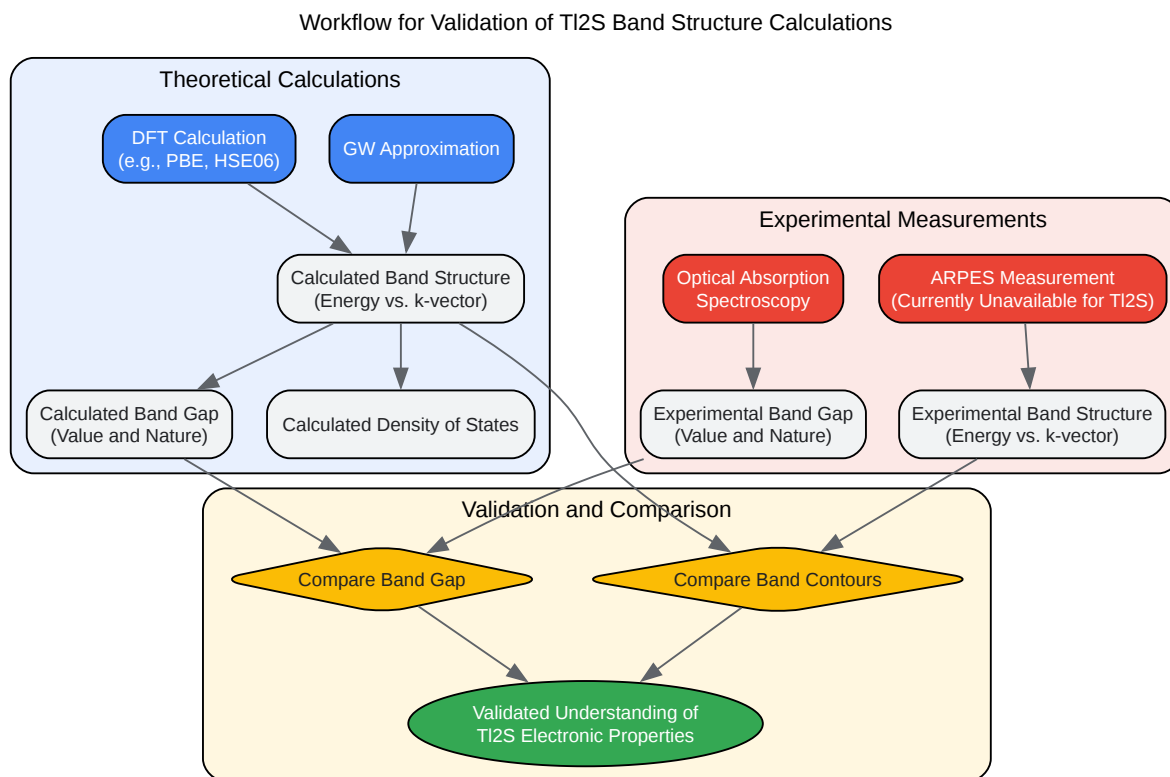 Workflow for Validation of Tl2S Band Structure Calculations
Theoretical Calculations
DFT Calculation
(e.g., PBE, HSE06)
GW Approximation
Calculated Band Structure
(Energy vs. k-vector)
Calculated Band Gap
(Value and Nature)
Calculated Density of States
Experimental Measurements
Optical Absorption
Spectroscopy
ARPES Measurement
(Currently Unavailable for Tl2S)
Experimental Band Gap
(Value and Nature)
Experimental Band Structure
(Energy vs. k-vector)
Validation and Comparison
Compare Band Gap
Compare Band Contours
Validated Understanding of
Tl2S Electronic Properties